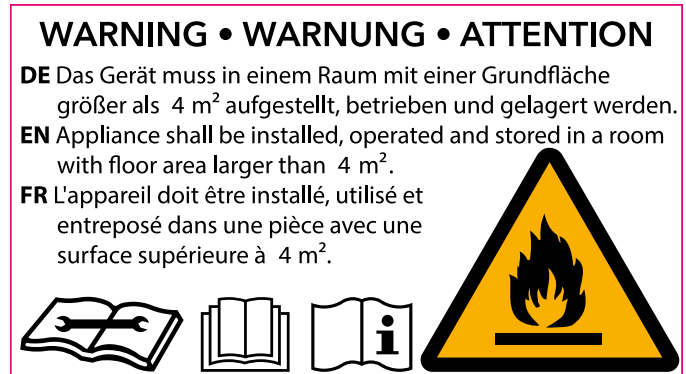 WARNING • WARNUNG • ATTENTION
DE Das Gerät muss in einem Raum mit einer Grundfläche
größer als 4 m² aufgestellt, betrieben und gelagert werden.
EN Appliance shall be installed, operated and stored in a room
with floor area larger than 4 m².
FR L'appareil doit être installé, utilisé et
entreposé dans une pièce avec une
surface supérieure à 4 m².
i